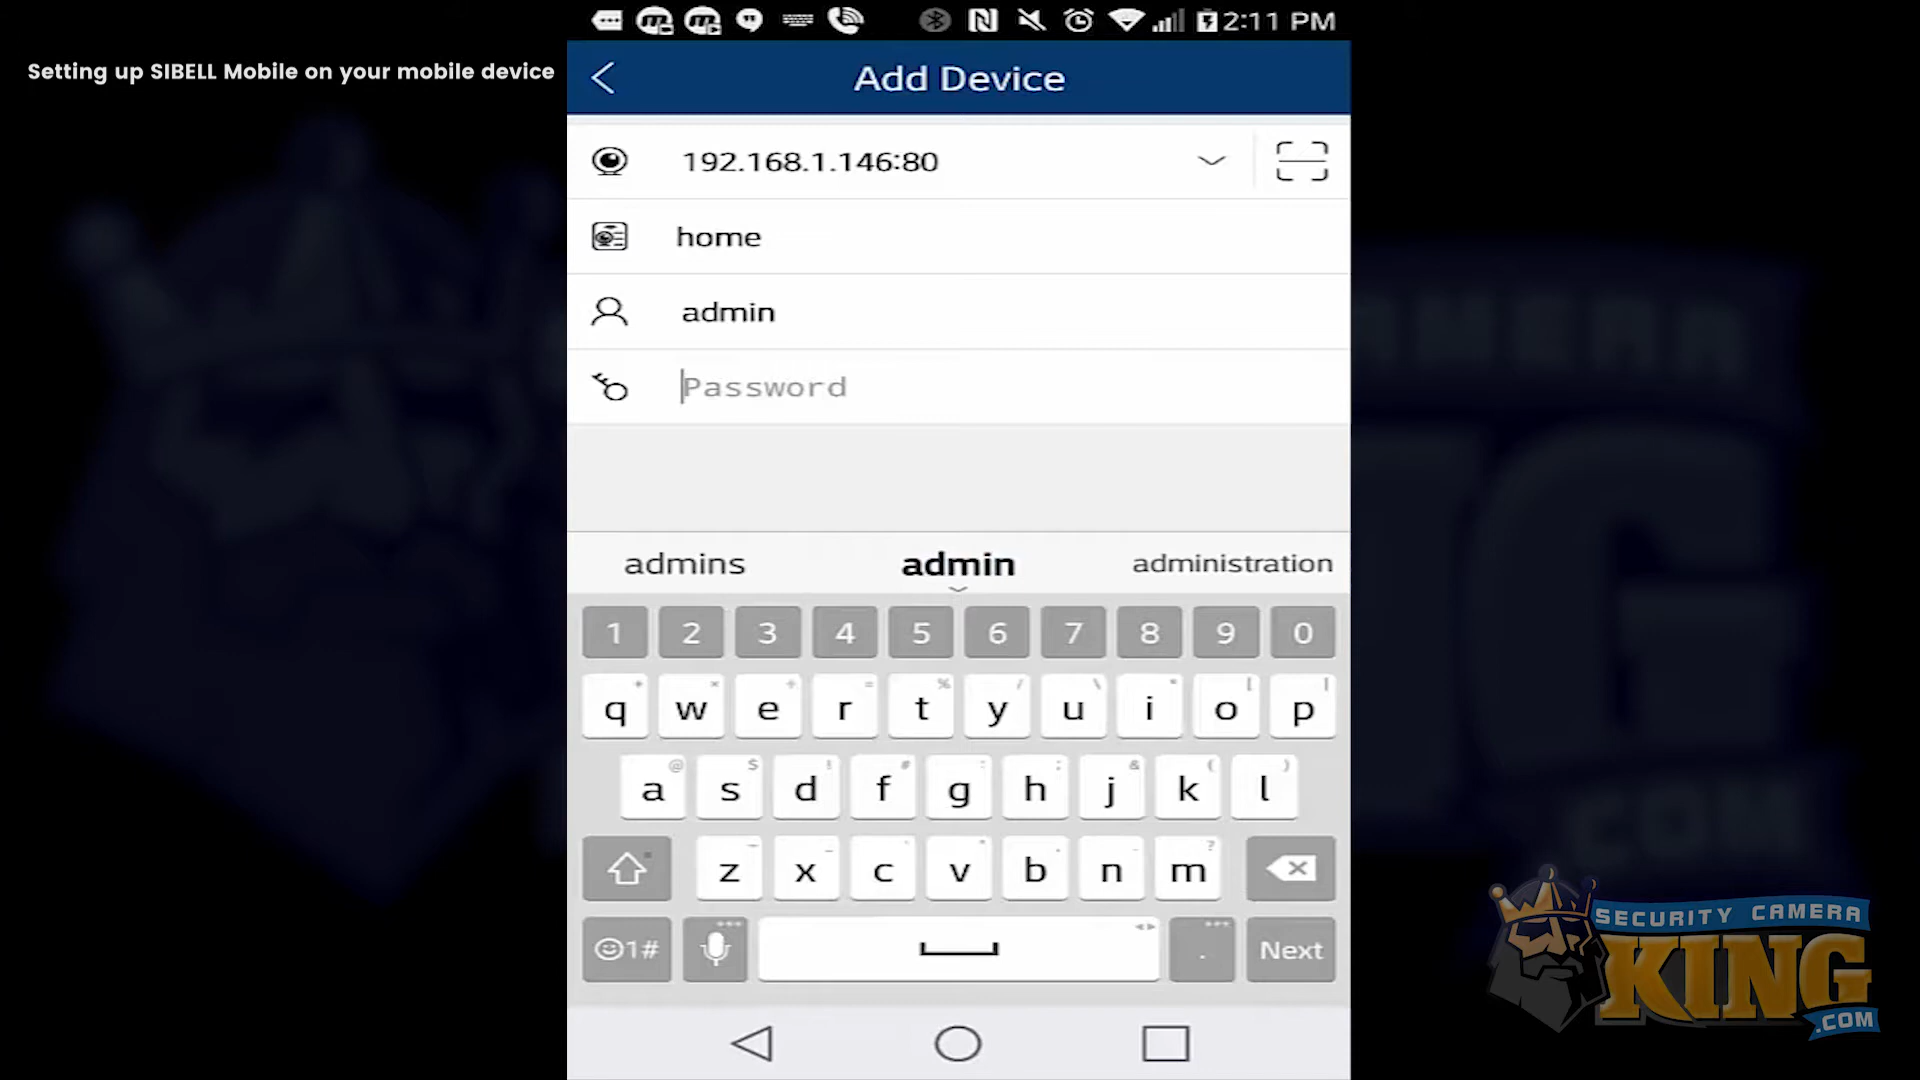 2:11 PM
Setting up SIBELL Mobile on your mobile device
Add Device
192.168.1.146:80
home
admin
Password
admins admin administration
1 2 3 4 5 6 7 8 9 0
q w e r t y u i o p
a s d f g h j k l
z x c v b n m
1# . Next
SECURITY CAMERA
KING
.COM